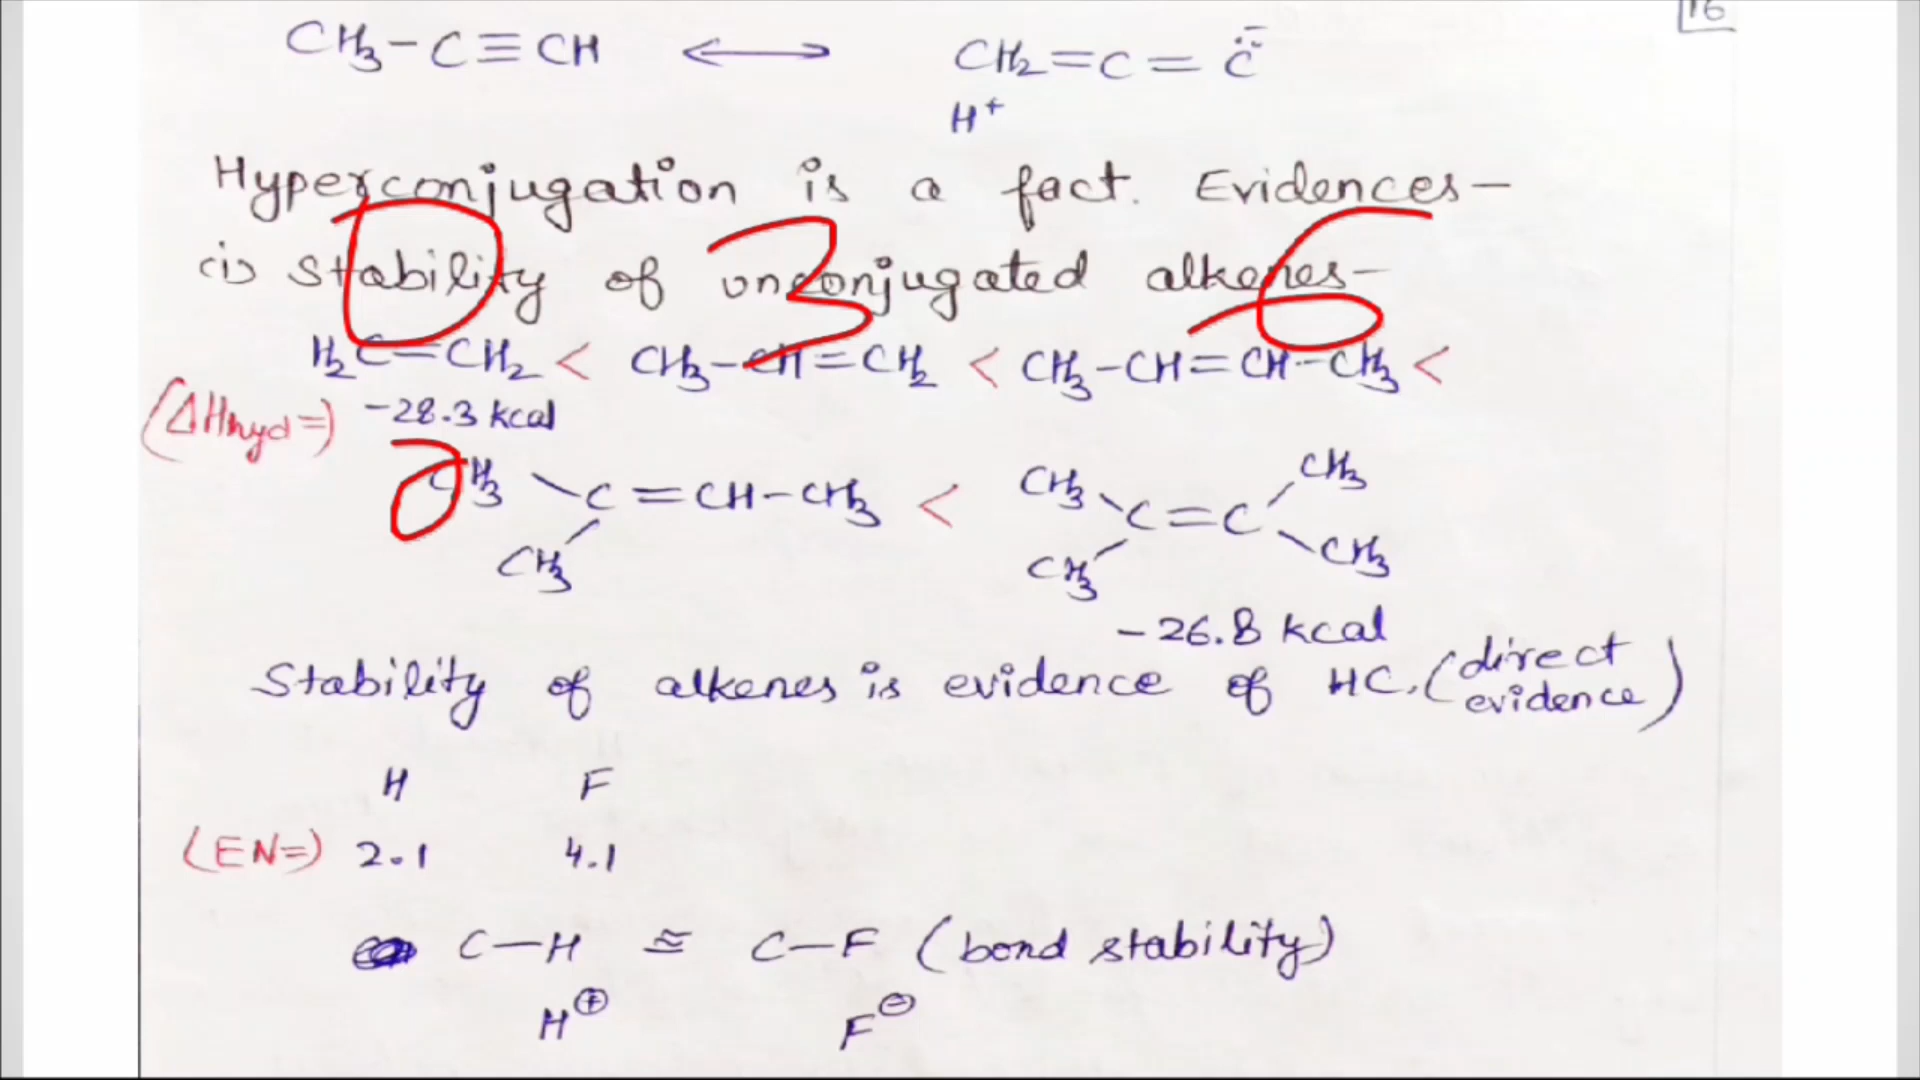 16
CH3-C≡CH ⟷ CH2=C=C̈⁻
H⁺
Hyperconjugation is a fact. Evidences-
(i) Stability of unconjugated alkenes-
0 3 6
H2C=CH2 < CH3-CH=CH2 < CH3-CH=CH-CH3 <
(ΔHhyd=) -28.3 kcal
CH3 \ C=CH-CH3 < CH3 \ C=C / CH3
CH3 / CH3 / \ CH3
-26.8 kcal
Stability of alkenes is evidence of HC. (direct evidence)
H F
(EN=) 2.1 4.1
C-H ≈ C-F (bond stability)
H⊕ F⊖